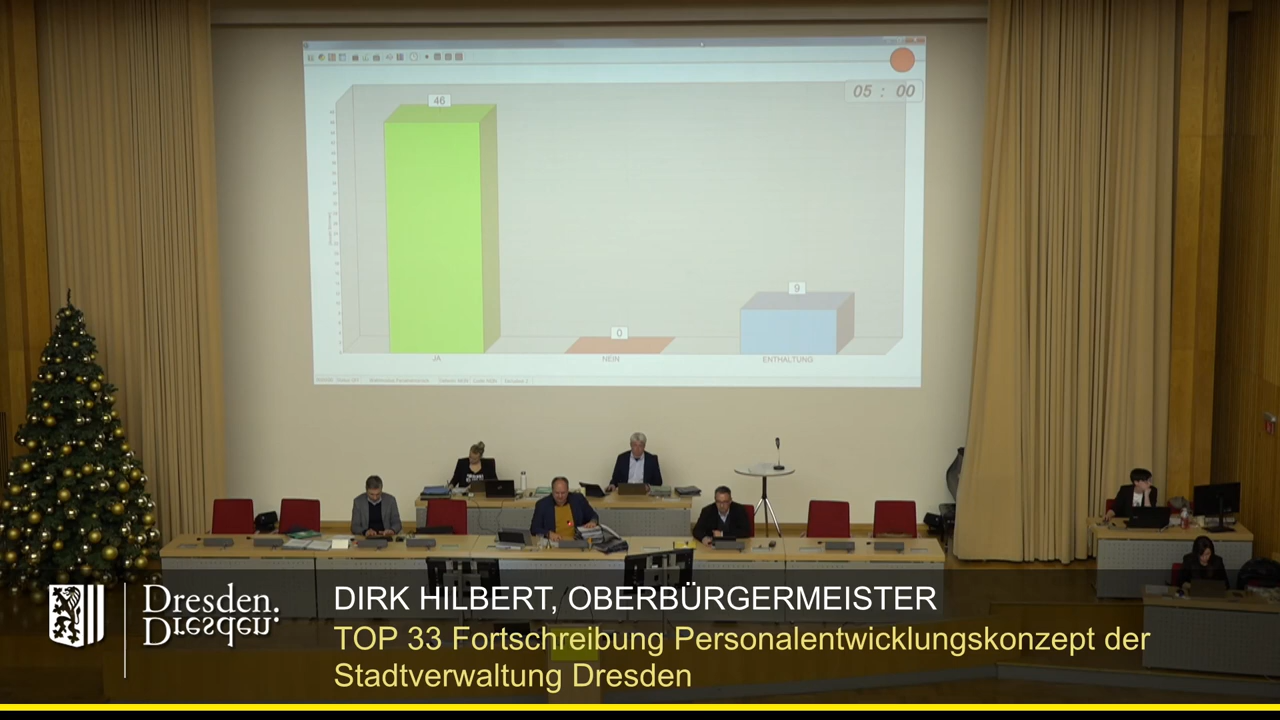 05 : 00
46
0
9
JA
NEIN
ENTHALTUNG
Dresden.
Dresden.
DIRK HILBERT, OBERBÜRGERMEISTER
TOP 33 Fortschreibung Personalentwicklungskonzept der
Stadtverwaltung Dresden